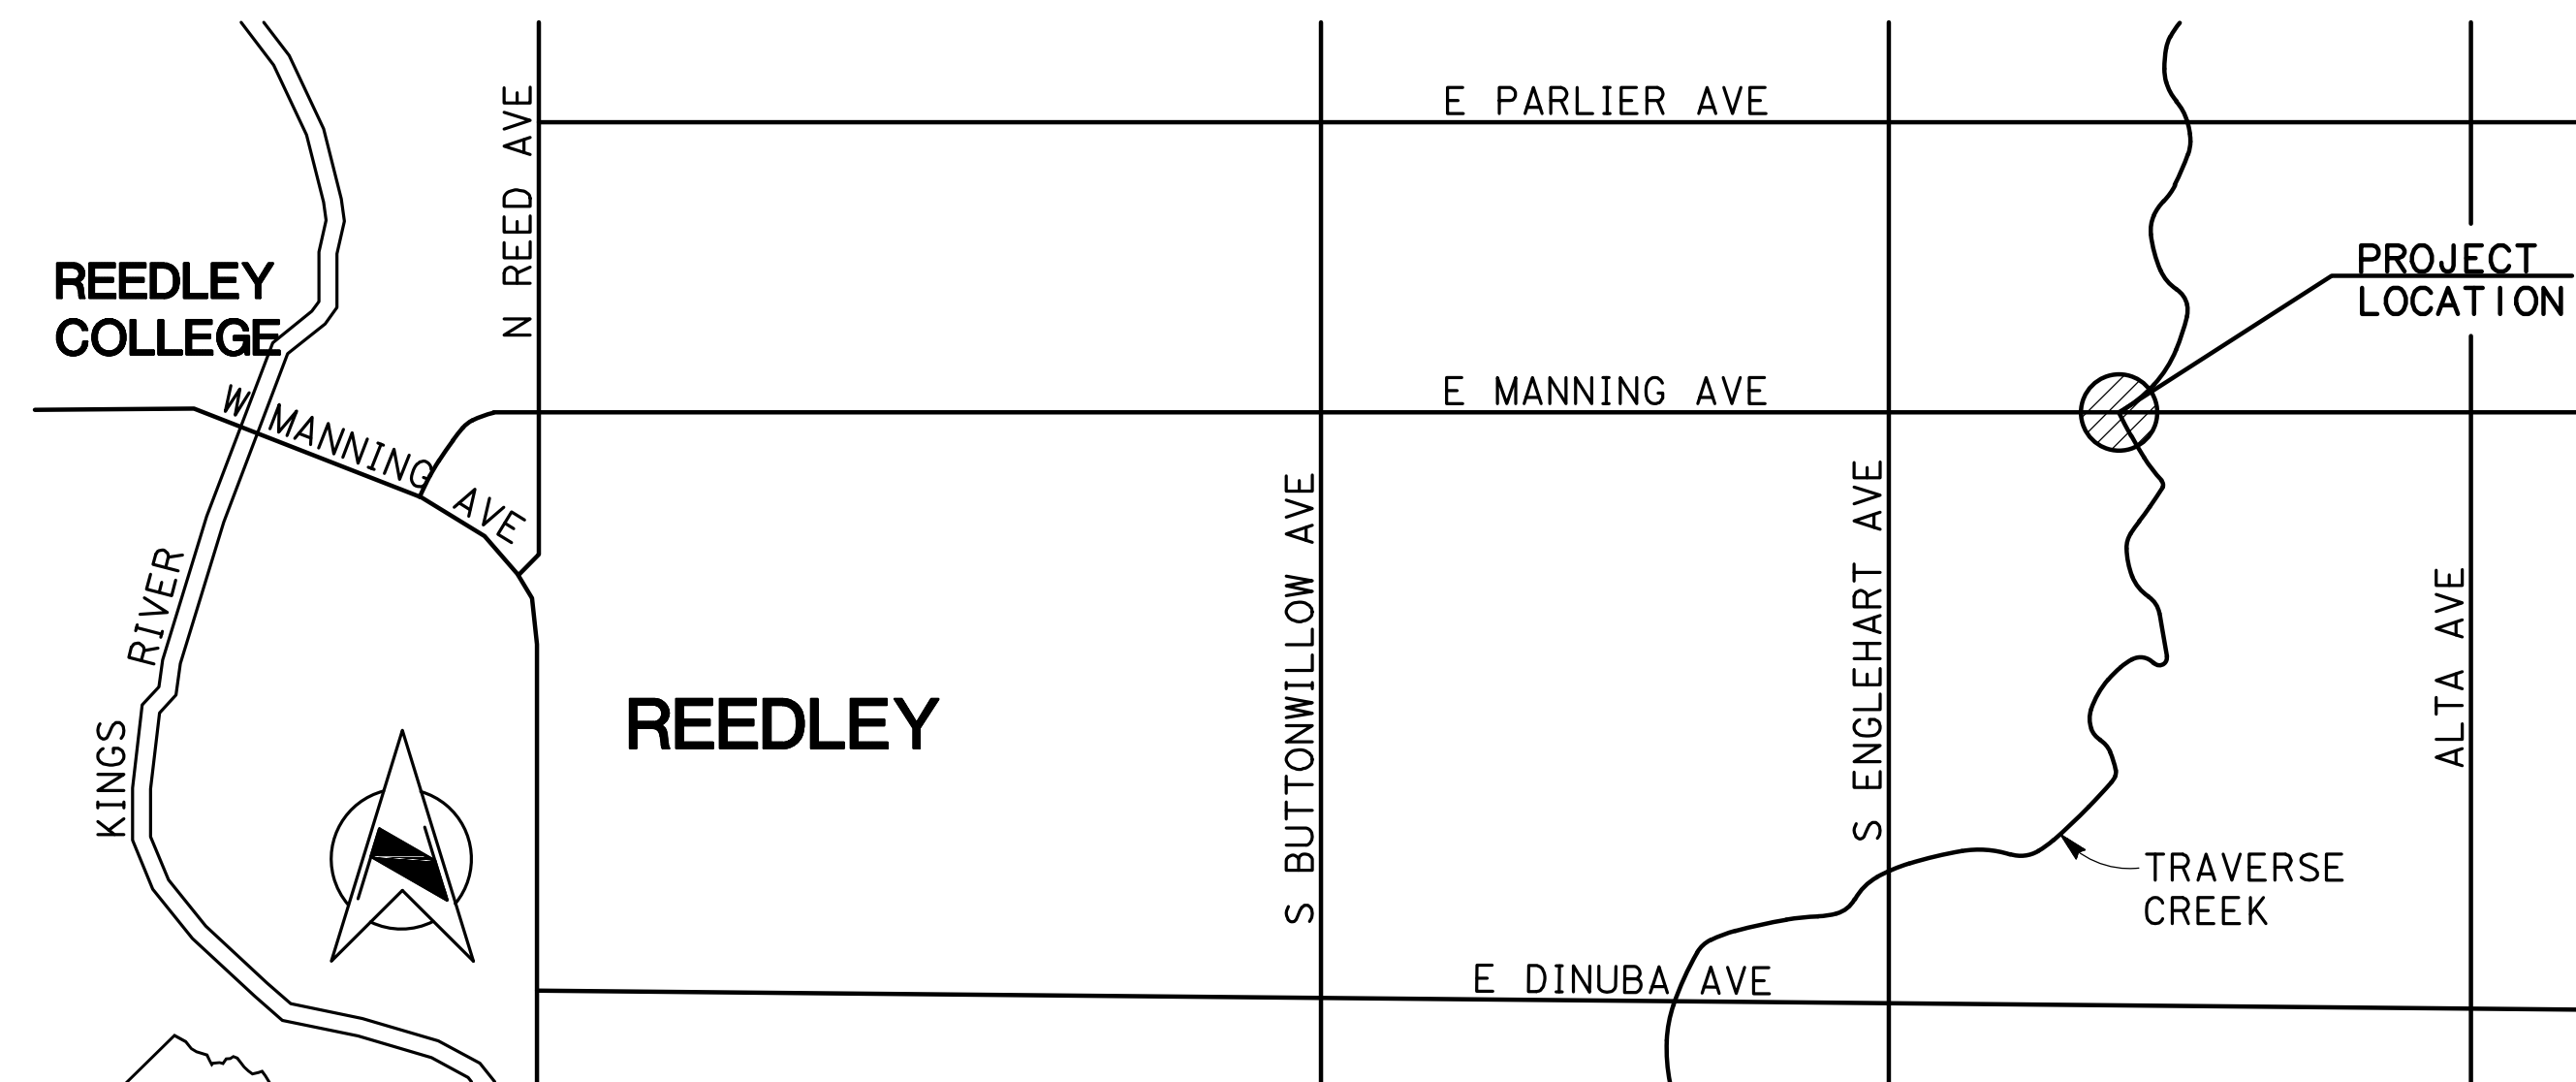 E PARLIER AVE
N REED AVE
PROJECT
LOCATION
REEDLEY
COLLEGE
W MANNING AVE
E MANNING AVE
KINGS RIVER
REEDLEY
S BUTTONWILLOW AVE
S ENGLEHART AVE
ALTA AVE
TRAVERSE
CREEK
E DINUBA AVE